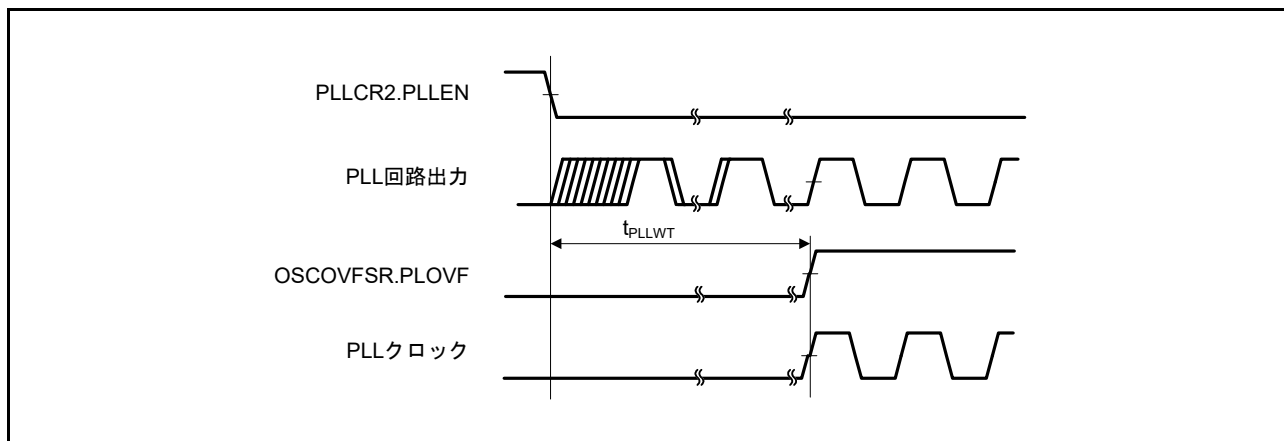 PLLCR2.PLLEN
PLL回路出力
tPLLWT
OSCOVFSR.PLOVF
PLLクロック